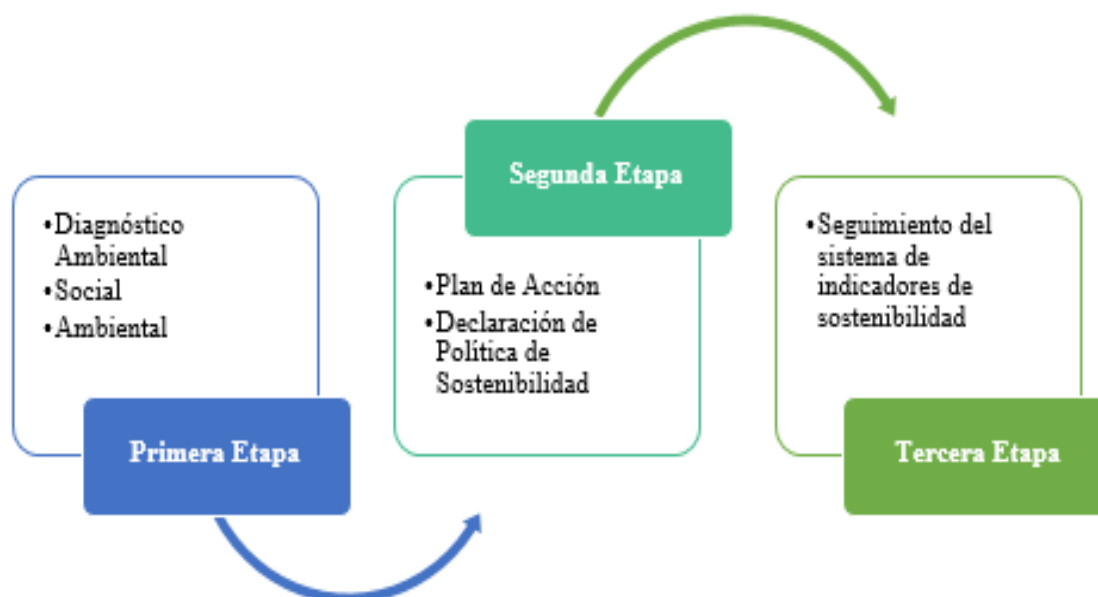 •Diagnóstico
Ambiental
•Social
•Ambiental
Primera Etapa
Segunda Etapa
•Plan de Acción
•Declaración de
Política de
Sostenibilidad
•Seguimiento del
sistema de
indicadores de
sostenibilidad
Tercera Etapa